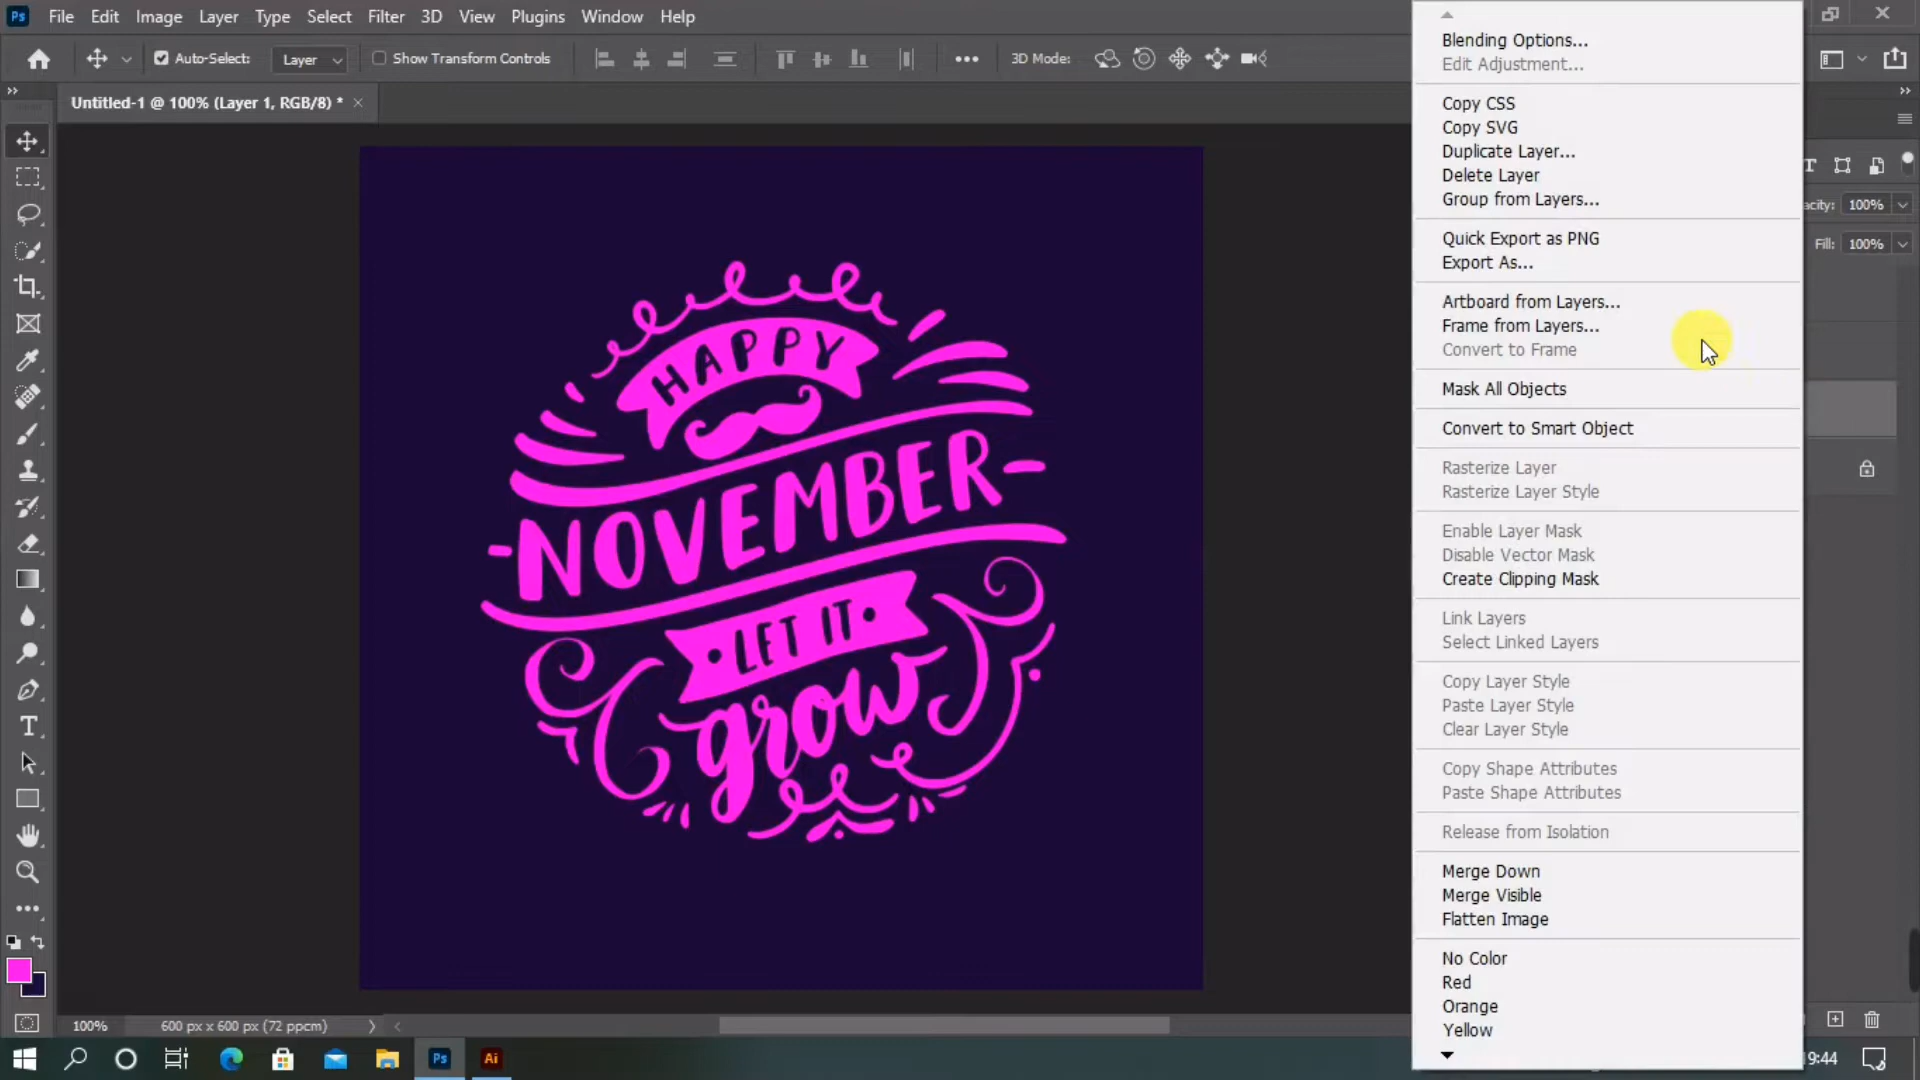 Ps File Edit Image Layer Type Select Filter 3D View Plugins Window Help
Auto-Select: Layer Show Transform Controls 3D Mode:
Untitled-1 @ 100% (Layer 1, RGB/8) *
HAPPY
-NOVEMBER-
LET IT
grow
Blending Options...
Edit Adjustment...
Copy CSS
Copy SVG
Duplicate Layer...
Delete Layer
Group from Layers...
Quick Export as PNG
Export As...
Artboard from Layers...
Frame from Layers...
Convert to Frame
Mask All Objects
Convert to Smart Object
Rasterize Layer
Rasterize Layer Style
Enable Layer Mask
Disable Vector Mask
Create Clipping Mask
Link Layers
Select Linked Layers
Copy Layer Style
Paste Layer Style
Clear Layer Style
Copy Shape Attributes
Paste Shape Attributes
Release from Isolation
Merge Down
Merge Visible
Flatten Image
No Color
Red
Orange
Yellow
acity: 100%
Fill: 100%
100% 600 px x 600 px (72 ppcm)
Ps Ai 9:44